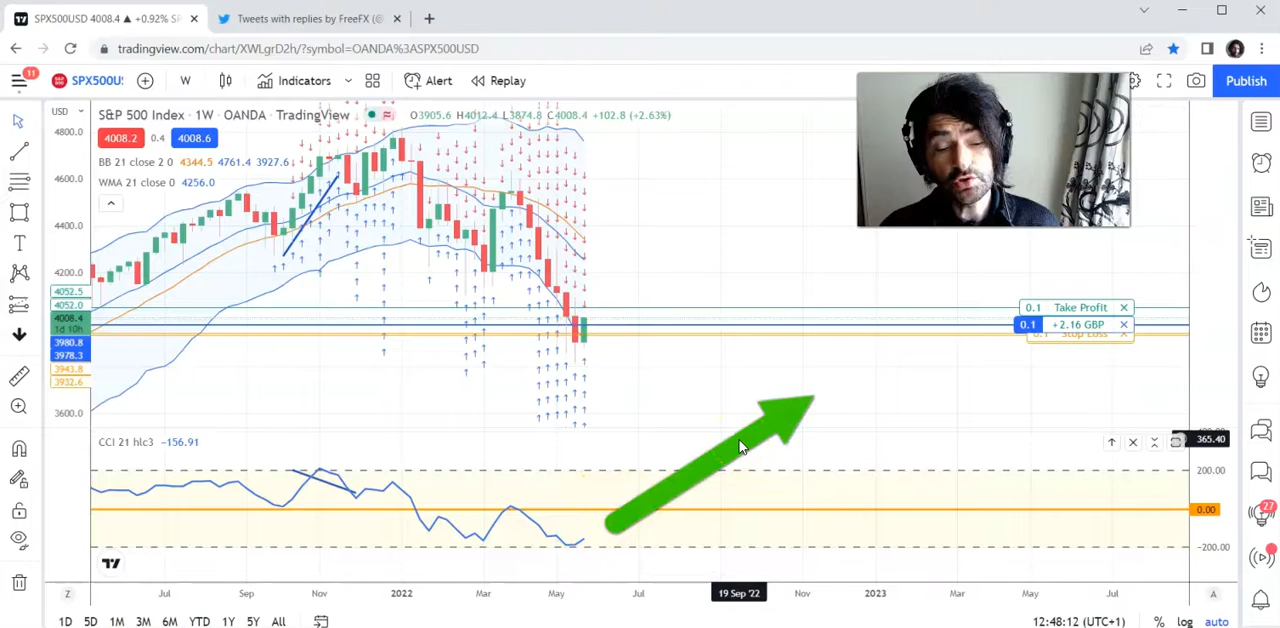 SPX500USD 4008.4 ▲ +0.92% SP
Tweets with replies by FreeFX (@
tradingview.com/chart/XWLgrD2h/?symbol=OANDA%3ASPX500USD
11
SPX500U:
W
Indicators
Alert
Replay
Publish
USD
S&P 500 Index · 1W · OANDA · TradingView
O3905.6 H4012.4 L3874.8 C4008.4 +102.8 (+2.63%)
4008.2
0.4
4008.6
BB 21 close 2 0 4344.5 4761.4 3927.6
WMA 21 close 0 4256.0
4800.0
4600.0
4400.0
4200.0
4052.5
4052.0
4008.4
1d 10h
3980.8
3978.3
3943.8
3932.6
3600.0
0.1 Take Profit
0.1 +2.16 GBP
0.1 Stop Loss
CCI 21 hlc3 −156.91
365.40
200.00
0.00
−200.00
27
Z
Jul
Sep
Nov
2022
Mar
May
Jul
19 Sep '22
Nov
2023
Mar
May
Jul
A
1D 5D 1M 3M 6M YTD 1Y 5Y All
12:48:12 (UTC+1)
%
log
auto